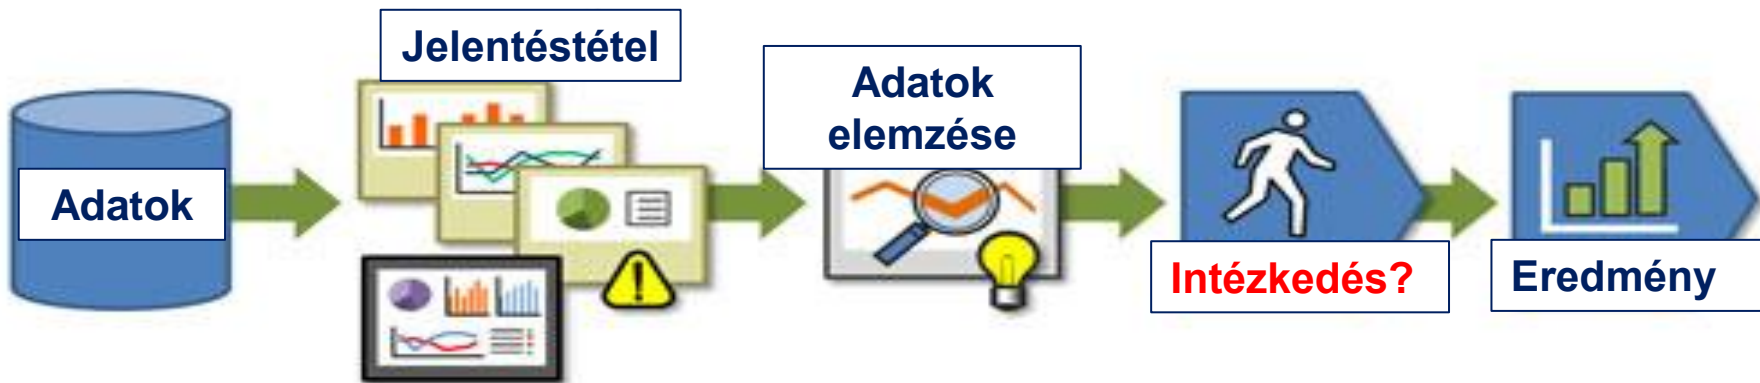 Adatok
Jelentéstétel
Adatok
elemzése
Intézkedés?
Eredmény